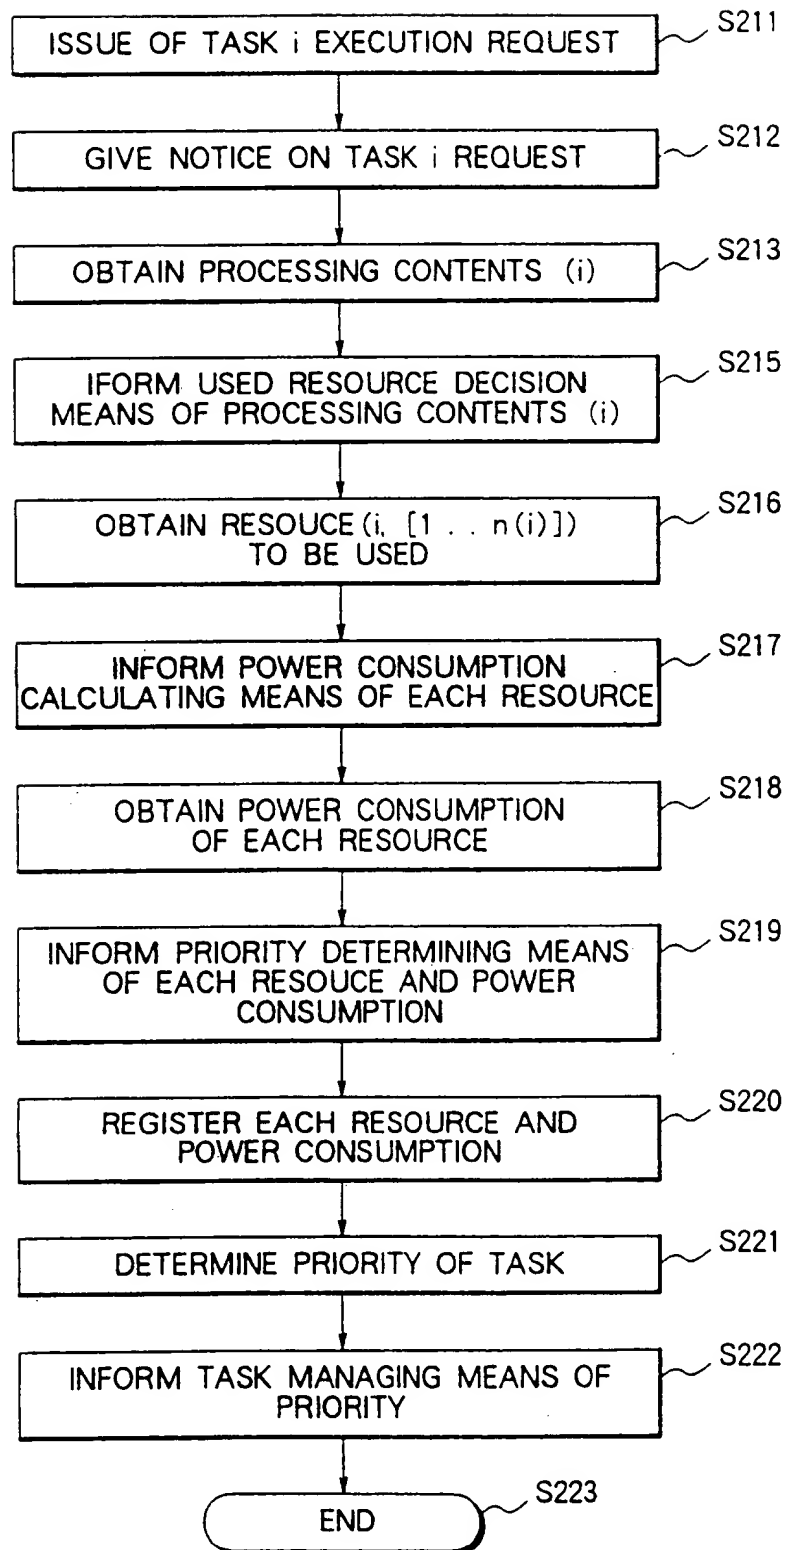 S211
ISSUE OF TASK i EXECUTION REQUEST
S212
GIVE NOTICE ON TASK i REQUEST
S213
OBTAIN PROCESSING CONTENTS (i)
S215
IFORM USED RESOURCE DECISION
MEANS OF PROCESSING CONTENTS (i)
S216
OBTAIN RESOUCE (i, [1 . . n(i)])
TO BE USED
S217
INFORM POWER CONSUMPTION
CALCULATING MEANS OF EACH RESOURCE
S218
OBTAIN POWER CONSUMPTION
OF EACH RESOURCE
S219
INFORM PRIORITY DETERMINING MEANS
OF EACH RESOUCE AND POWER
CONSUMPTION
S220
REGISTER EACH RESOURCE AND
POWER CONSUMPTION
S221
DETERMINE PRIORITY OF TASK
S222
INFORM TASK MANAGING MEANS OF
PRIORITY
S223
END